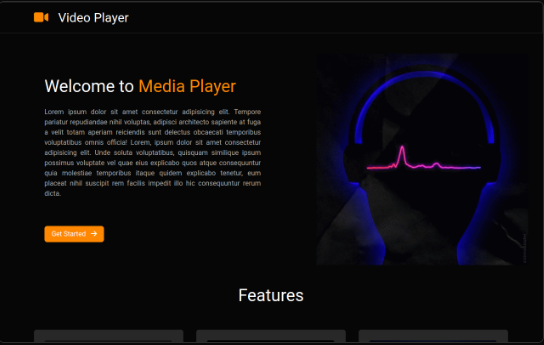 Video Player
Welcome to Media Player
Lorem ipsum dolor sit amet consectetur adipisicing elit. Tempore
pariatur repudiandae nihil voluptas, adipisci architecto sapiente at fuga
a velit totam aperiam reiciendis sunt delectus obcaecati temporibus
voluptatibus omnis officia! Lorem, ipsum dolor sit amet consectetur
adipisicing elit. Unde soluta voluptatibus, quisquam similique ipsum
possimus voluptate vel quae eius explicabo quos atque consequuntur
quia molestiae temporibus itaque quidem explicabo tenetur, eum
placeat nihil suscipit rem facilis impedit illo hic consequuntur rerum
dicta.
Get Started →
Features